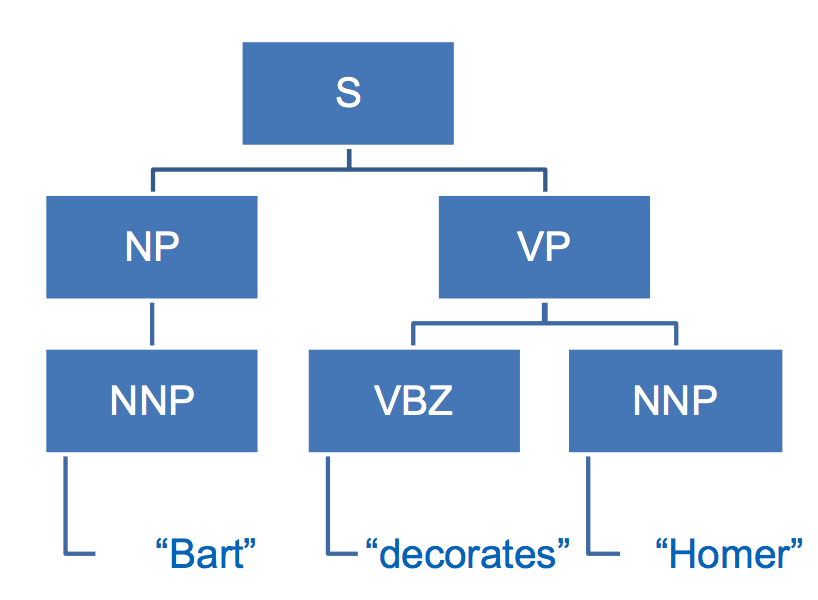 S
NP VP
NNP VBZ NNP
“Bart” “decorates” “Homer”